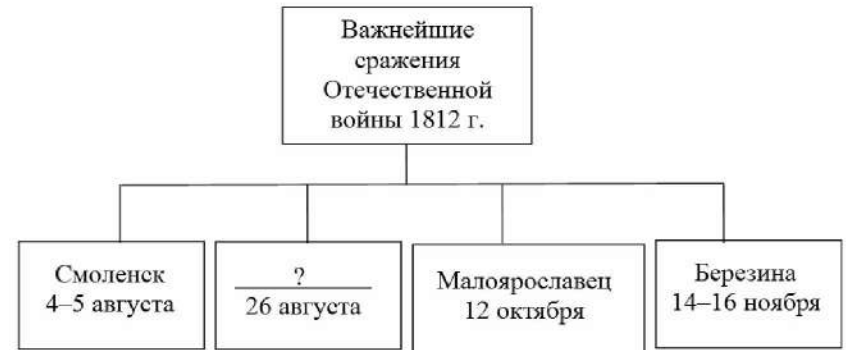 Важнейшие
сражения
Отечественной
войны 1812 г.
Смоленск
4–5 августа
?
26 августа
Малоярославец
12 октября
Березина
14–16 ноября